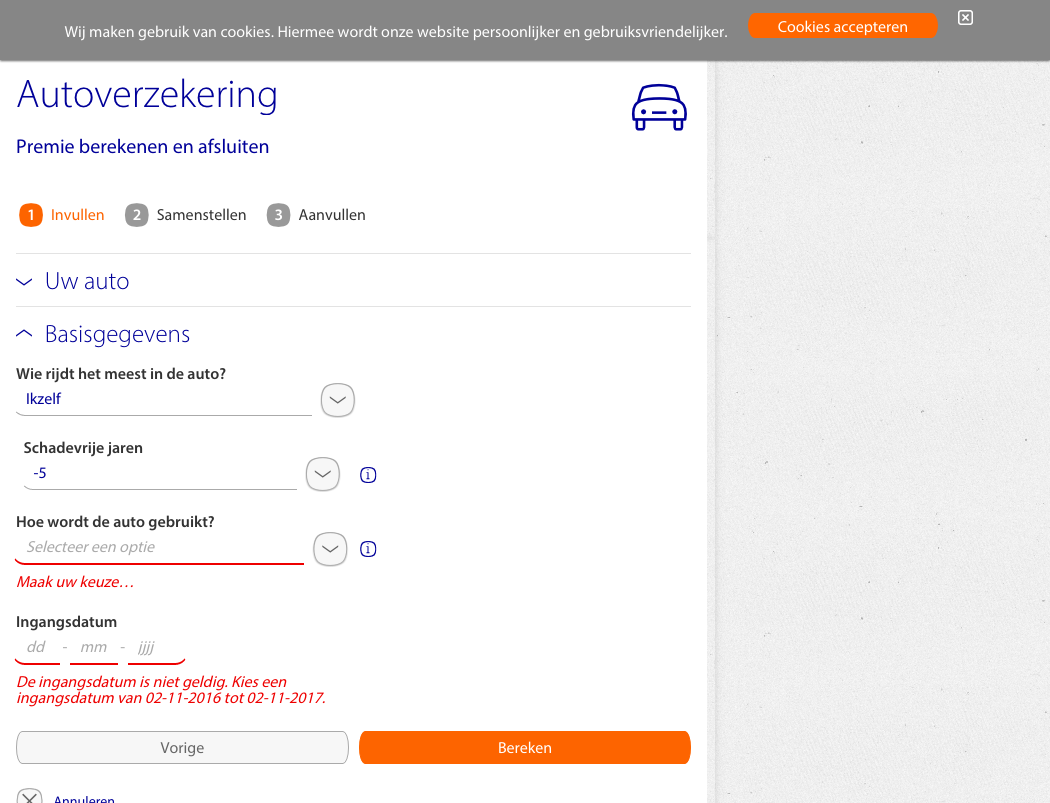 Wij maken gebruik van cookies. Hiermee wordt onze website persoonlijker en gebruiksvriendelijker.
Cookies accepteren
Autoverzekering
Premie berekenen en afsluiten
1 Invullen 2 Samenstellen 3 Aanvullen
Uw auto
Basisgegevens
Wie rijdt het meest in de auto?
Ikzelf
Schadevrije jaren
-5
Hoe wordt de auto gebruikt?
Selecteer een optie
Maak uw keuze…
Ingangsdatum
dd - mm - jjjj
De ingangsdatum is niet geldig. Kies een
ingangsdatum van 02-11-2016 tot 02-11-2017.
Vorige
Bereken
Annuleren